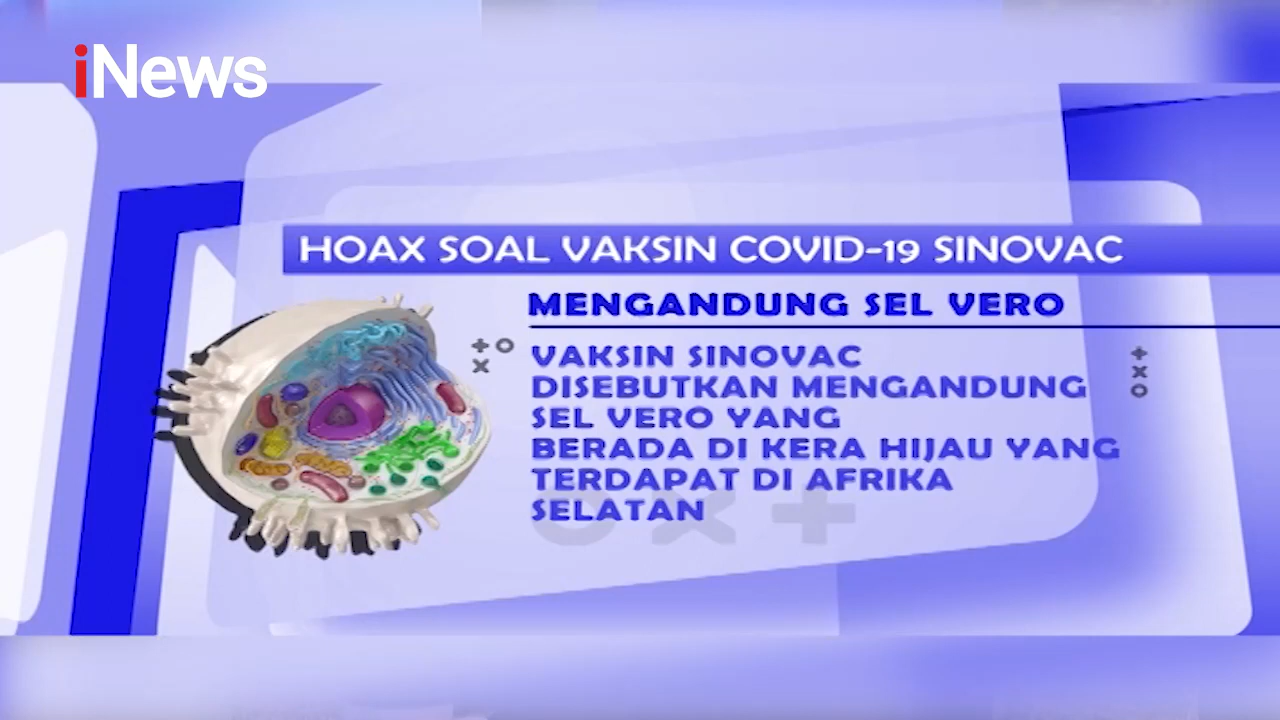 iNews
HOAX SOAL VAKSIN COVID-19 SINOVAC
MENGANDUNG SEL VERO
VAKSIN SINOVAC
DISEBUTKAN MENGANDUNG
SEL VERO YANG
BERADA DI KERA HIJAU YANG
TERDAPAT DI AFRIKA
SELATAN